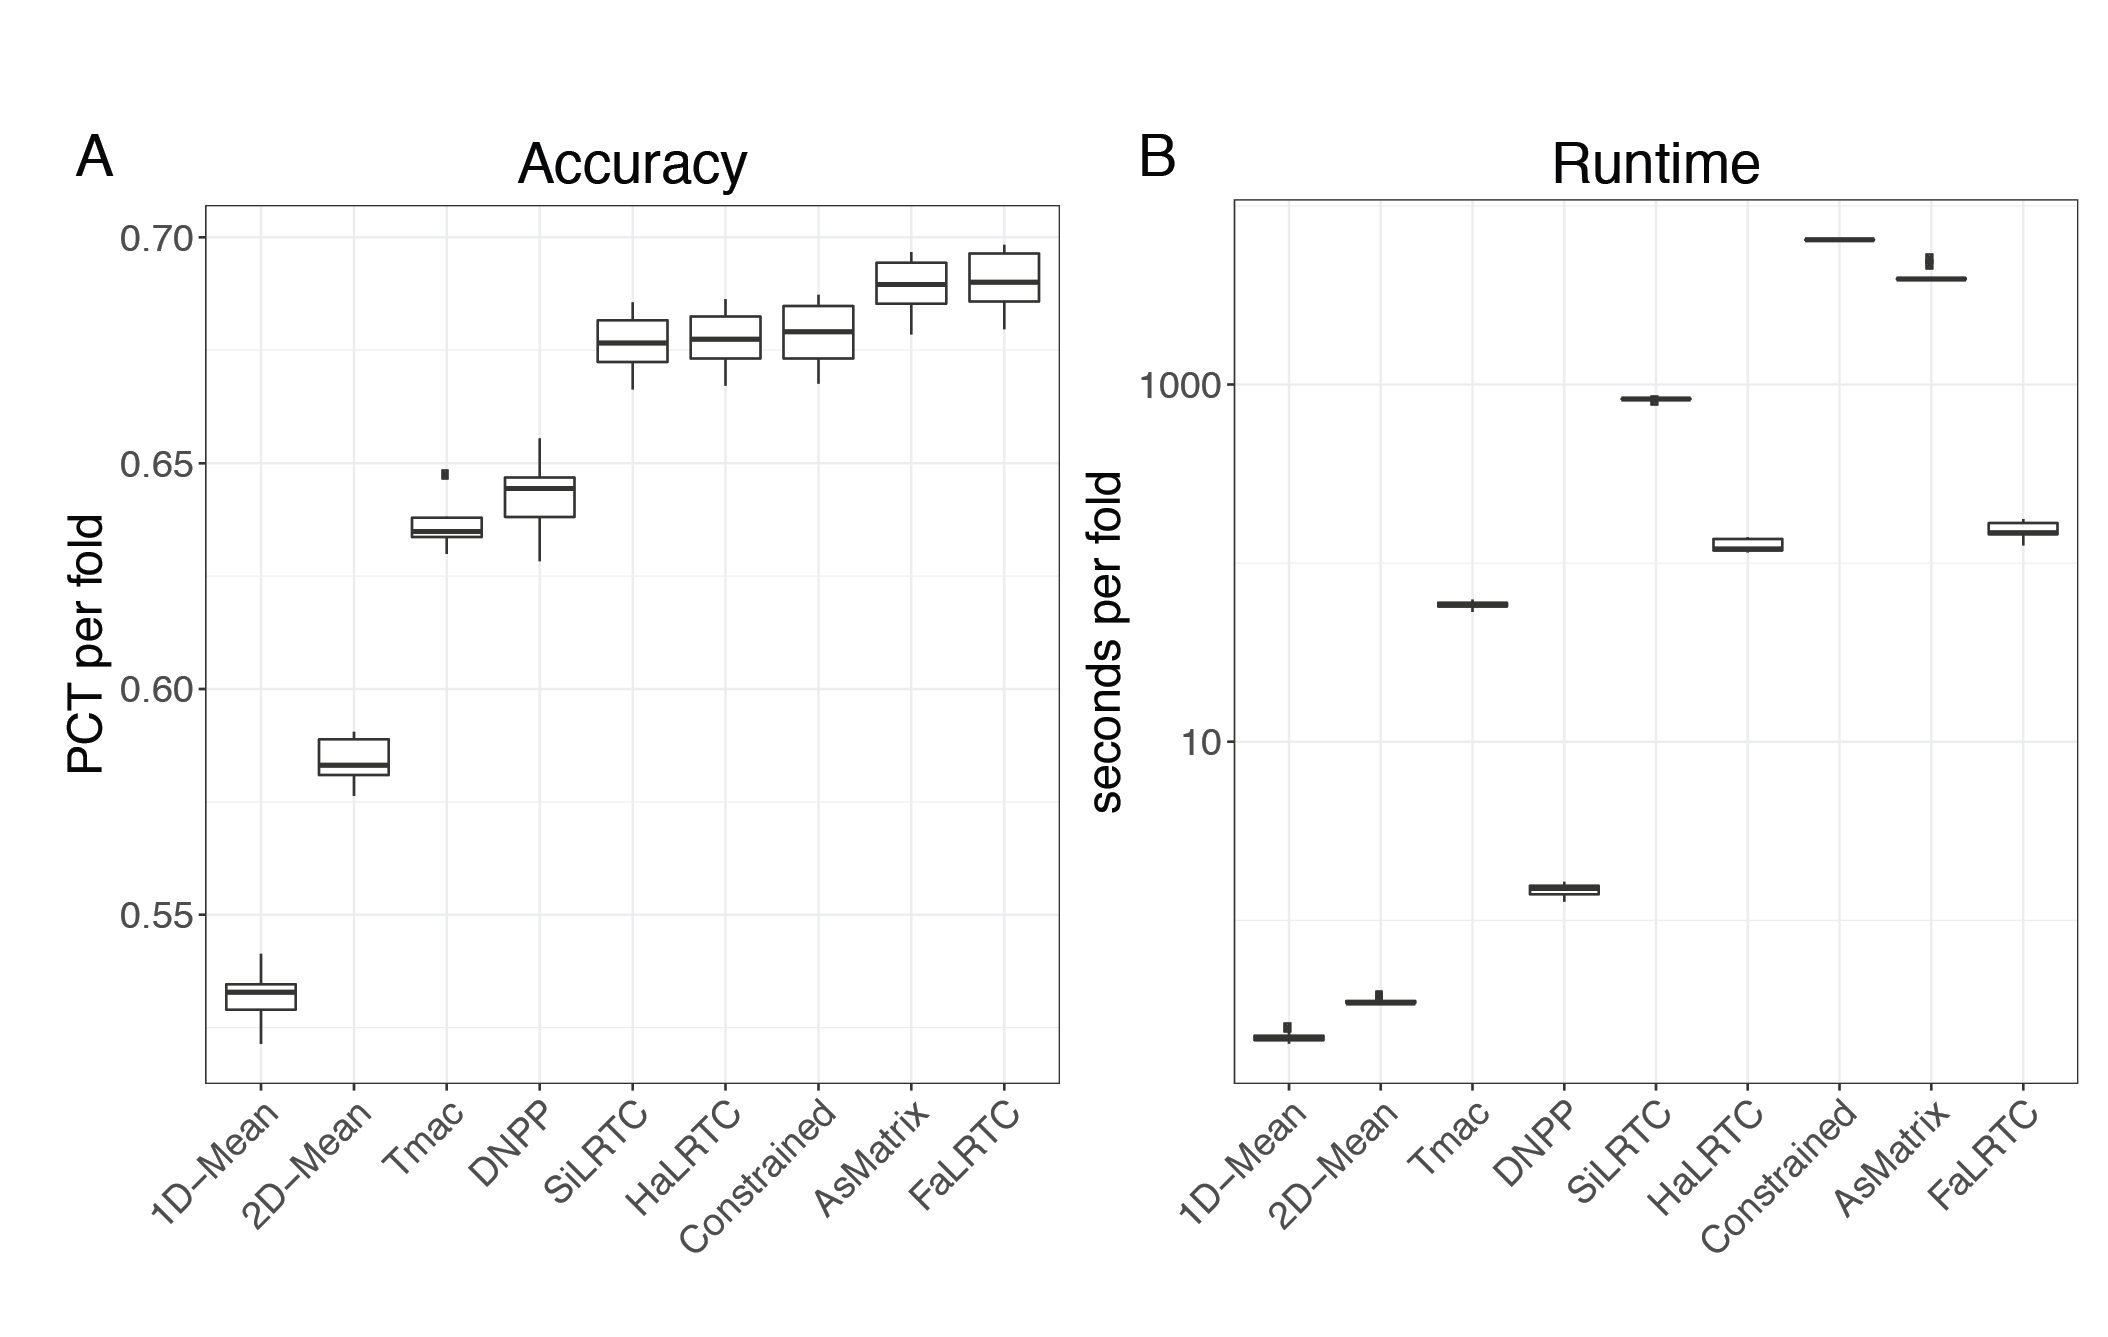 A
Accuracy
PCT per fold
0.70
0.65
0.60
0.55
1D−Mean
2D−Mean
Tmac
DNPP
SiLRTC
HaLRTC
Constrained
AsMatrix
FaLRTC
B
Runtime
seconds per fold
1000
10
1D−Mean
2D−Mean
Tmac
DNPP
SiLRTC
HaLRTC
Constrained
AsMatrix
FaLRTC